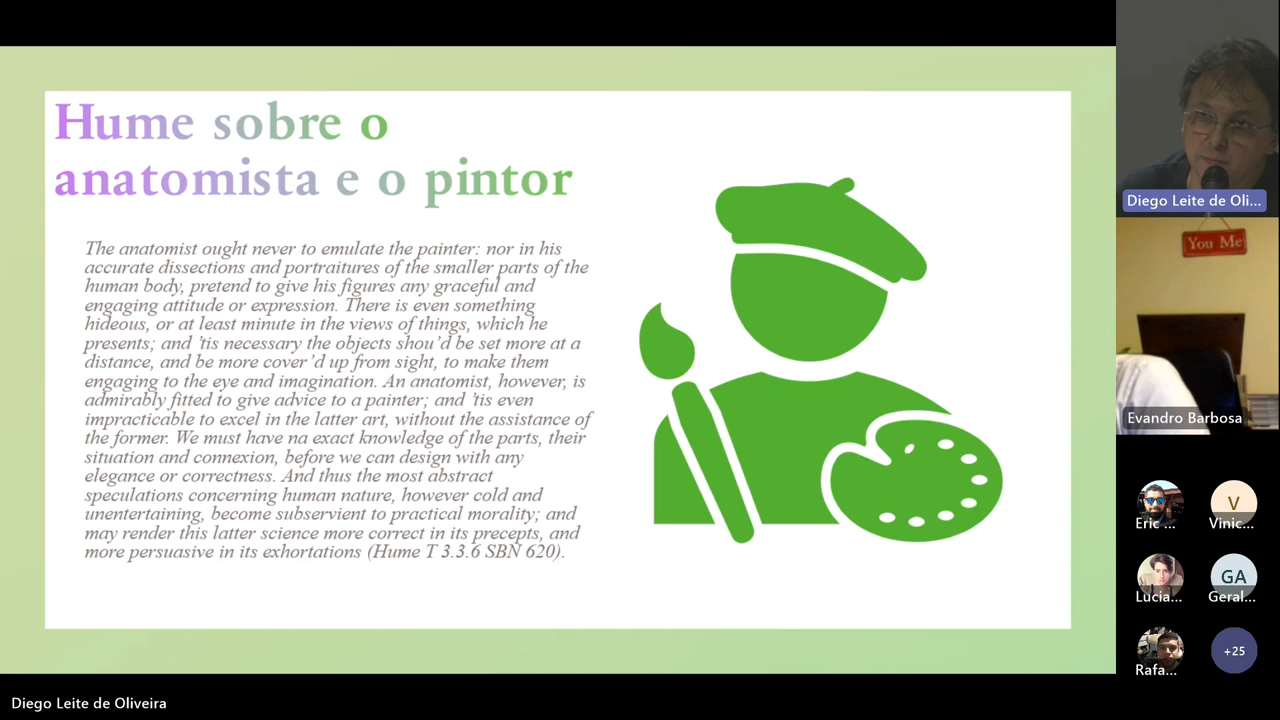 Hume sobre o
anatomista e o pintor
The anatomist ought never to emulate the painter: nor in his
accurate dissections and portraitures of the smaller parts of the
human body, pretend to give his figures any graceful and
engaging attitude or expression. There is even something
hideous, or at least minute in the views of things, which he
presents; and 'tis necessary the objects shou'd be set more at a
distance, and be more cover'd up from sight, to make them
engaging to the eye and imagination. An anatomist, however, is
admirably fitted to give advice to a painter; and 'tis even
impracticable to excel in the latter art, without the assistance of
the former. We must have na exact knowledge of the parts, their
situation and connexion, before we can design with any
elegance or correctness. And thus the most abstract
speculations concerning human nature, however cold and
unentertaining, become subservient to practical morality; and
may render this latter science more correct in its precepts, and
more persuasive in its exhortations (Hume T 3.3.6 SBN 620).
Diego Leite de Oli...
You Me
Evandro Barbosa
V
Eric ...
Vinic...
GA
Lucia...
Geral...
+25
Rafa...
Diego Leite de Oliveira